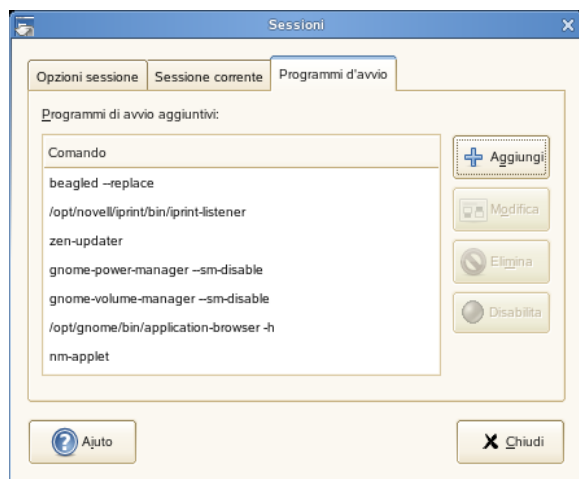 Sessioni
Opzioni sessione
Sessione corrente
Programmi d'avvio
Programmi di avvio aggiuntivi:
Comando
beagled --replace
/opt/novell/iprint/bin/iprint-listener
zen-updater
gnome-power-manager --sm-disable
gnome-volume-manager --sm-disable
/opt/gnome/bin/application-browser -h
nm-applet
Aggiungi
Modifica
Elimina
Disabilita
Aiuto
Chiudi